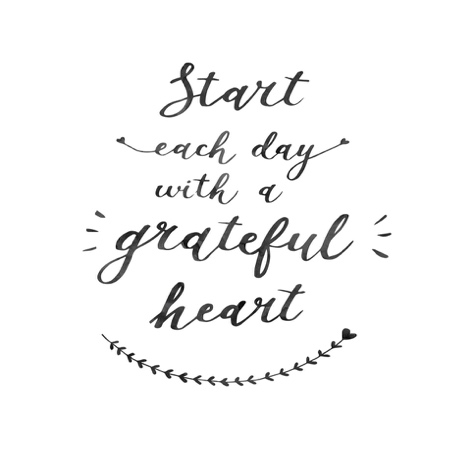 Start
each day
with a
grateful
heart